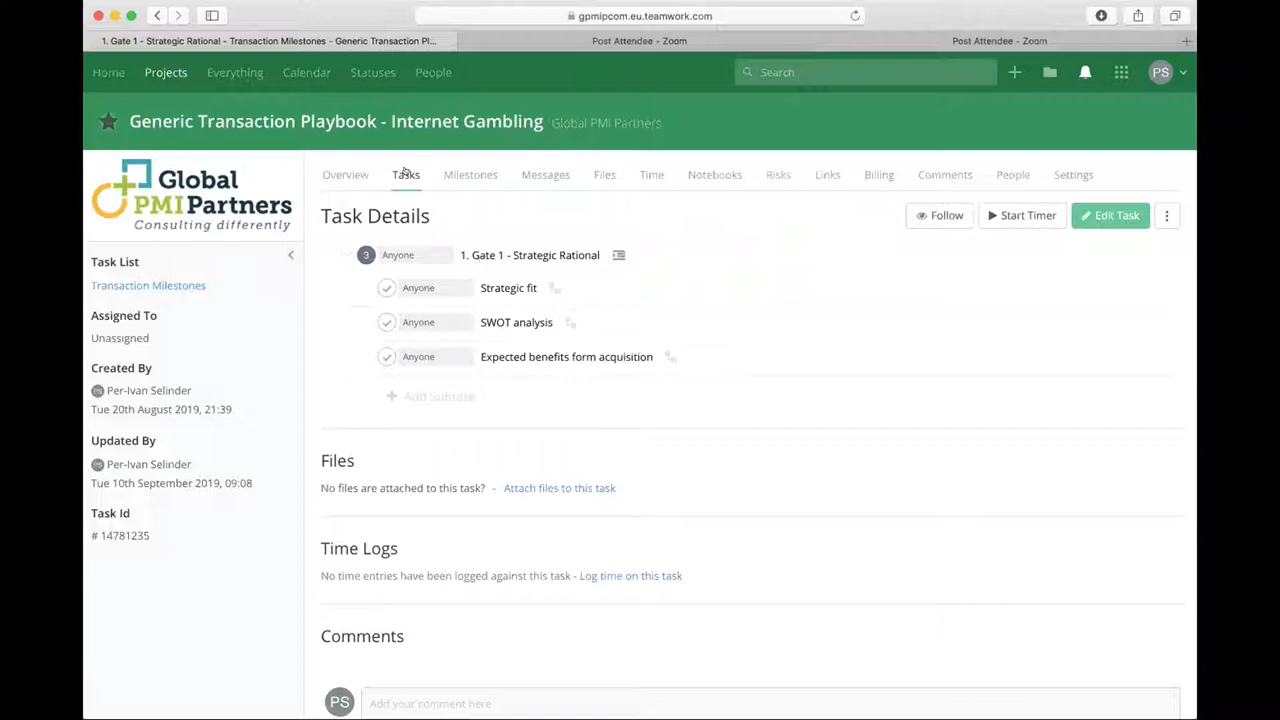 gpmipcom.eu.teamwork.com
1. Gate 1 - Strategic Rational - Transaction Milestones - Generic Transaction Pl...
Post Attendee - Zoom
Post Attendee - Zoom
Home Projects Everything Calendar Statuses People Search PS
Generic Transaction Playbook - Internet Gambling Global PMI Partners
Global
PMI Partners
Consulting differently
Overview Tasks Milestones Messages Files Time Notebooks Risks Links Billing Comments People Settings
Task Details
Follow Start Timer Edit Task
Task List
Transaction Milestones
Assigned To
Unassigned
Created By
Per-Ivan Selinder
Tue 20th August 2019, 21:39
Updated By
Per-Ivan Selinder
Tue 10th September 2019, 09:08
Task Id
# 14781235
3 Anyone 1. Gate 1 - Strategic Rational
Anyone Strategic fit
Anyone SWOT analysis
Anyone Expected benefits form acquisition
Add Subtask
Files
No files are attached to this task? - Attach files to this task
Time Logs
No time entries have been logged against this task - Log time on this task
Comments
PS Add your comment here